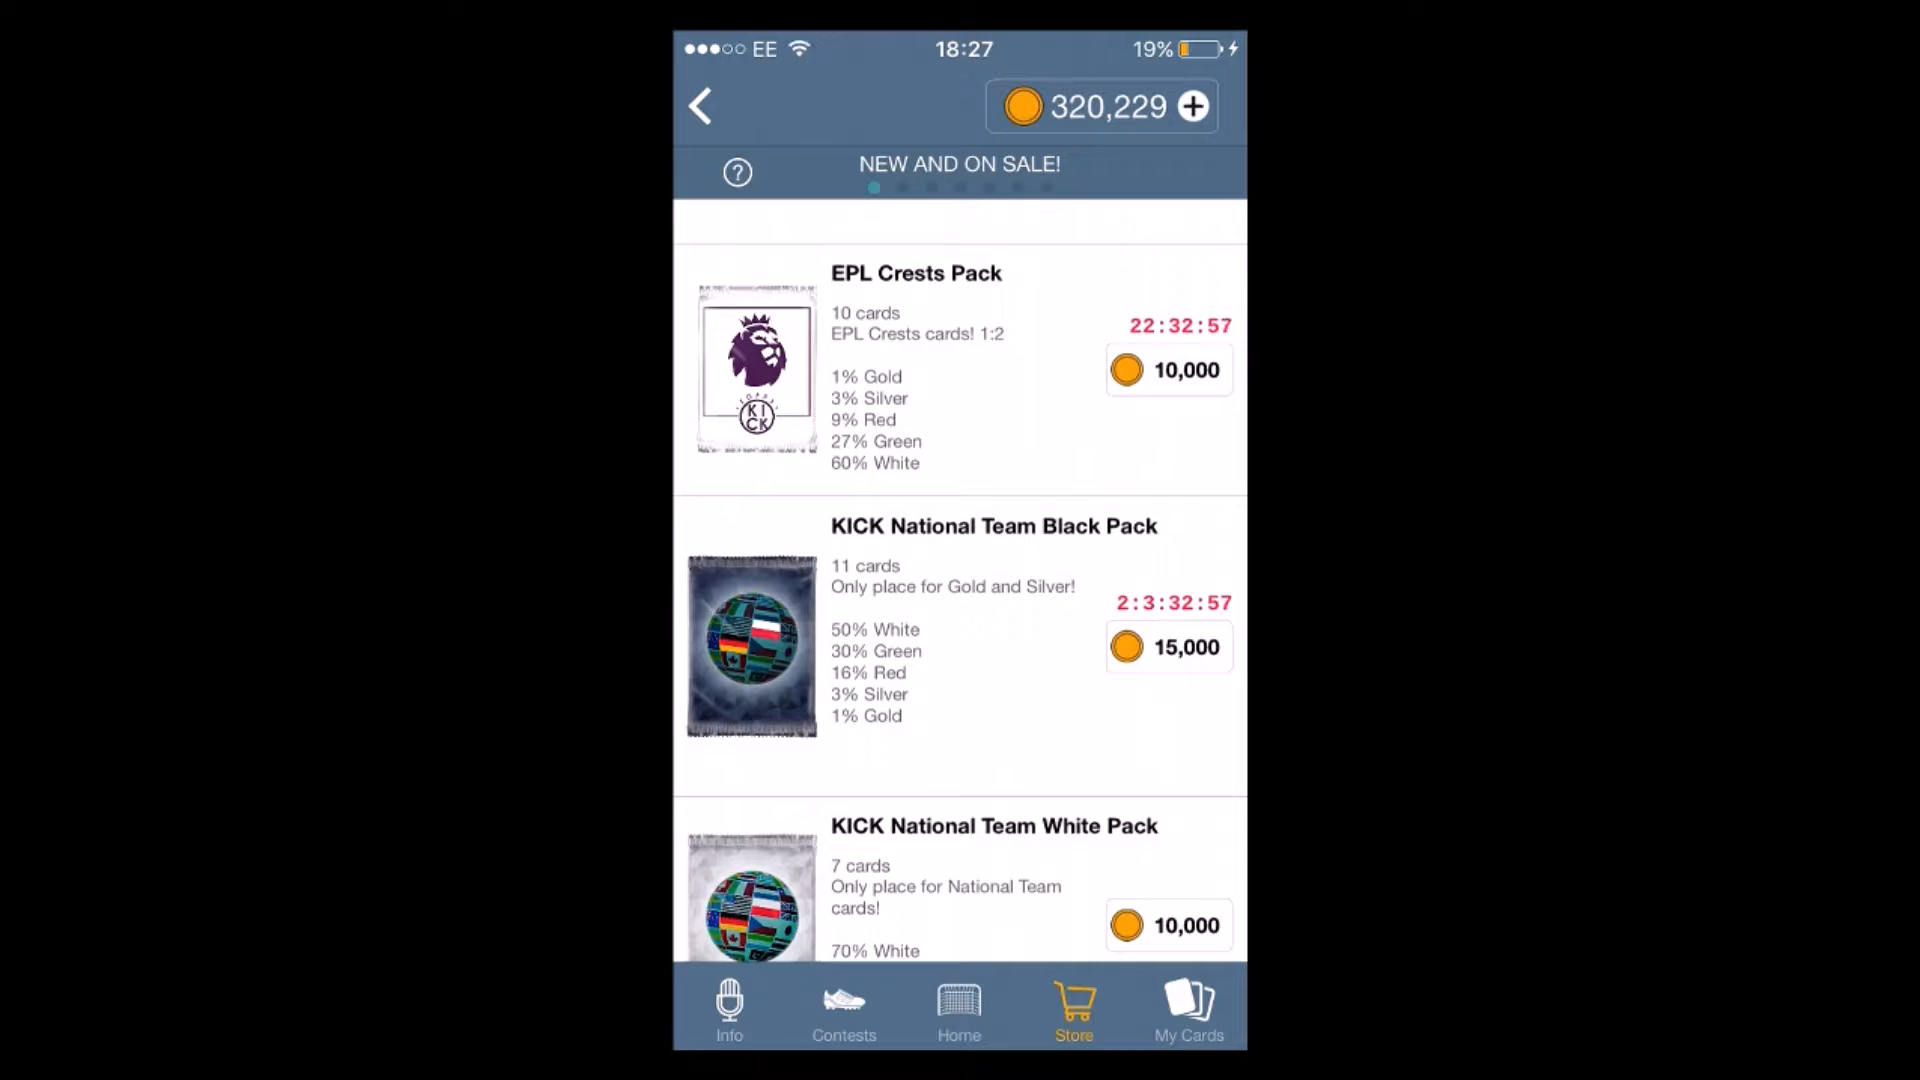 EE 18:27 19%
320,229
? NEW AND ON SALE!
EPL Crests Pack
10 cards
EPL Crests cards! 1:2
22:32:57
10,000
1% Gold
3% Silver
9% Red
27% Green
60% White
KICK
KICK National Team Black Pack
11 cards
Only place for Gold and Silver!
2:3:32:57
15,000
50% White
30% Green
16% Red
3% Silver
1% Gold
KICK National Team White Pack
7 cards
Only place for National Team
cards!
10,000
70% White
Info Contests Home Store My Cards